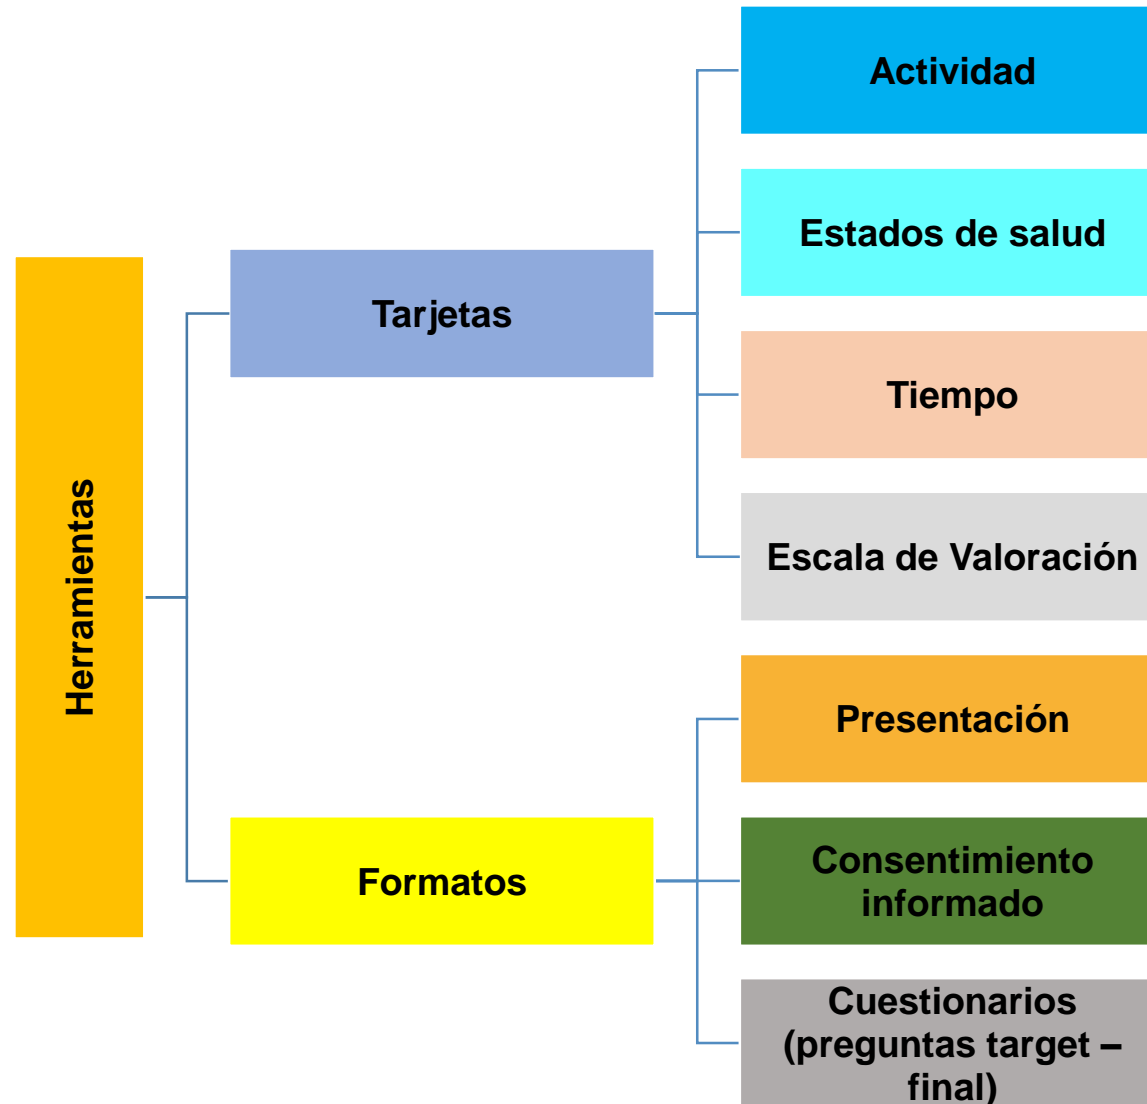 Herramientas
Tarjetas
Actividad
Estados de salud
Tiempo
Escala de Valoración
Formatos
Presentación
Consentimiento
informado
Cuestionarios
(preguntas target –
final)